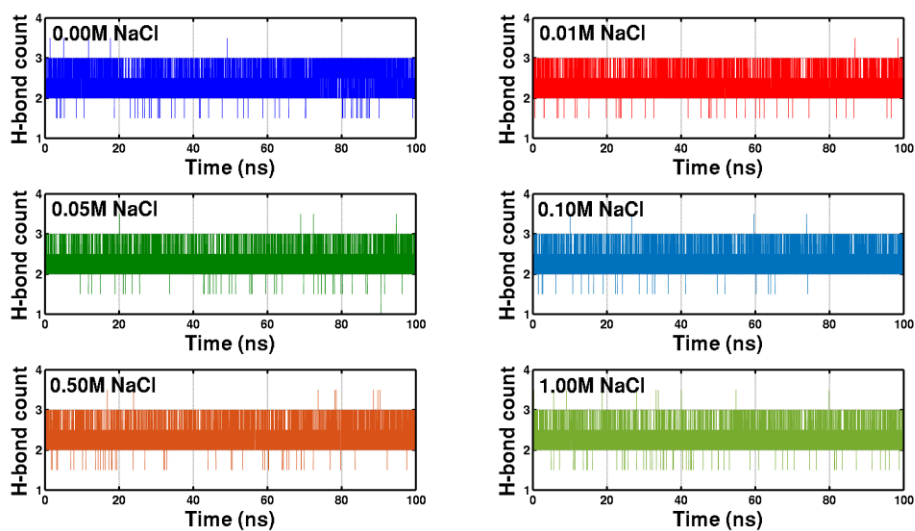 0.00M NaCl
H-bond count
4
3
2
1
0 20 40 60 80 100
Time (ns)
0.01M NaCl
H-bond count
4
3
2
1
0 20 40 60 80 100
Time (ns)
0.05M NaCl
H-bond count
4
3
2
1
0 20 40 60 80 100
Time (ns)
0.10M NaCl
H-bond count
4
3
2
1
0 20 40 60 80 100
Time (ns)
0.50M NaCl
H-bond count
4
3
2
1
0 20 40 60 80 100
Time (ns)
1.00M NaCl
H-bond count
4
3
2
1
0 20 40 60 80 100
Time (ns)